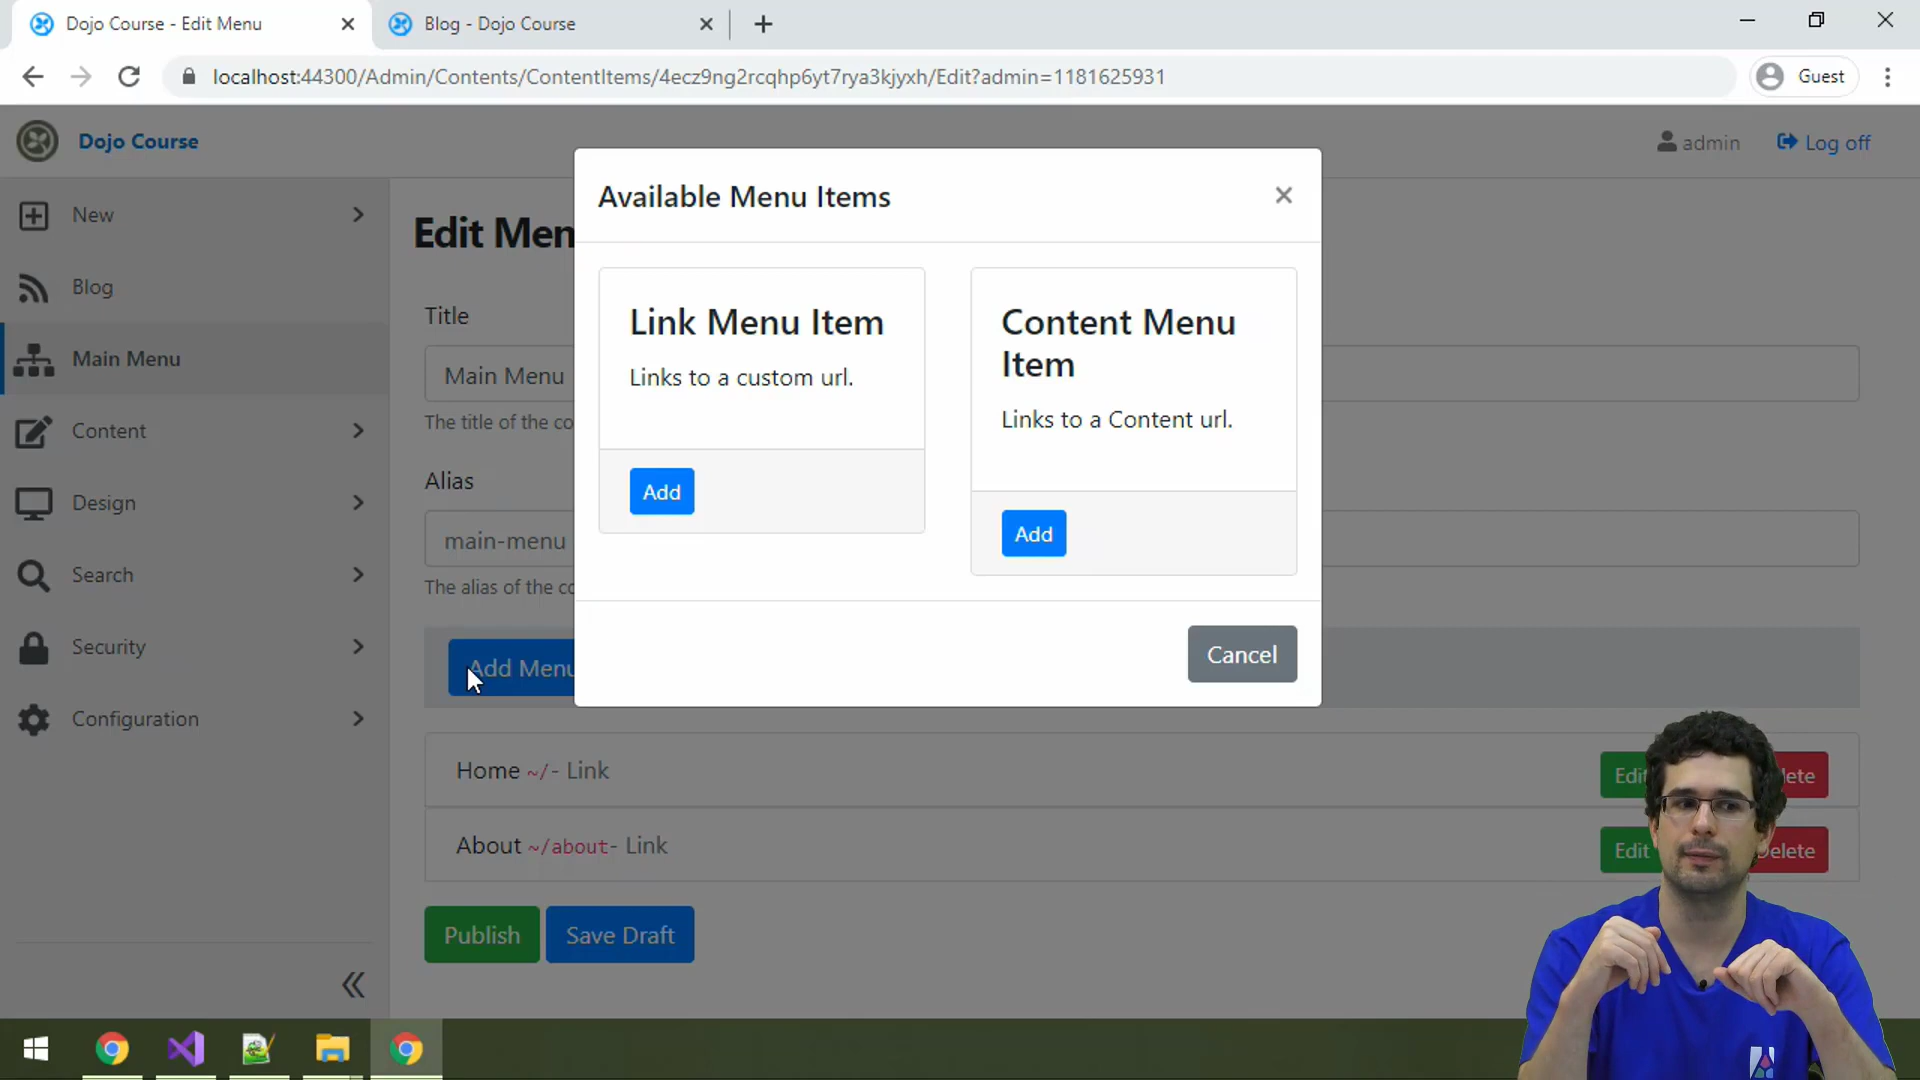 Dojo Course - Edit Menu
Blog - Dojo Course
localhost:44300/Admin/Contents/ContentItems/4ecz9ng2rcqhp6yt7rya3kjyxh/Edit?admin=1181625931
Guest
Dojo Course
admin
Log off
New
Blog
Main Menu
Content
Design
Search
Security
Configuration
Edit Men
Title
Main Menu
The title of the co
Alias
main-menu
The alias of the co
Add Menu
Available Menu Items
Link Menu Item
Links to a custom url.
Add
Content Menu
Item
Links to a Content url.
Add
Cancel
Home ~/- Link
Edit
lete
About ~/about- Link
Edit
Delete
Publish
Save Draft